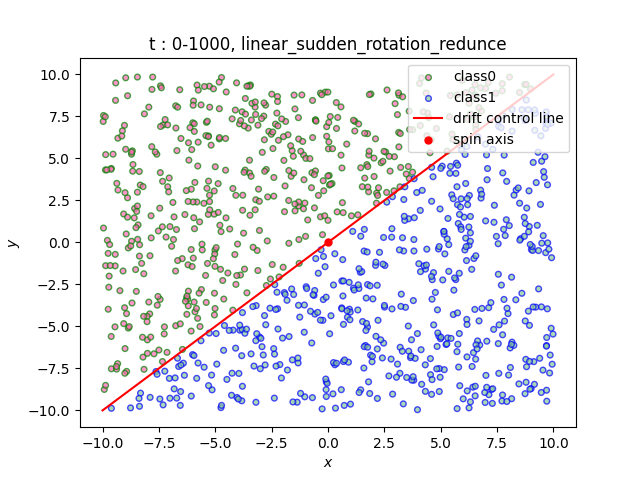 t : 0-1000, linear_sudden_rotation_redunce
class0
class1
drift control line
spin axis
10.0
7.5
5.0
2.5
0.0
−2.5
−5.0
−7.5
−10.0
y
−10.0 −7.5 −5.0 −2.5 0.0 2.5 5.0 7.5 10.0
x